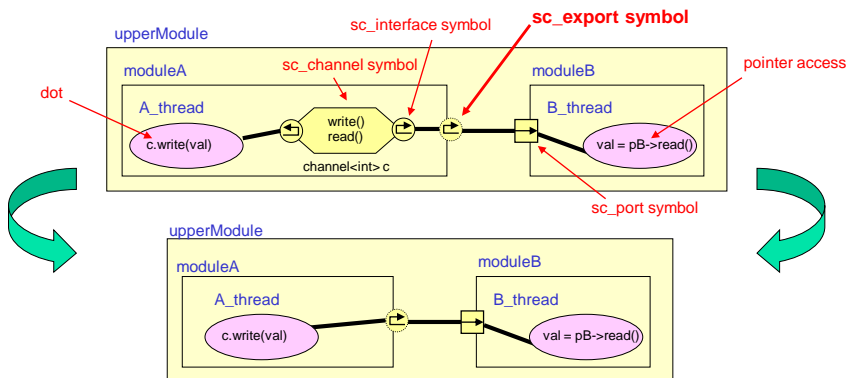 sc_interface symbol
sc_export symbol
upperModule
sc_channel symbol
moduleA
moduleB
pointer access
dot
A_thread
B_thread
write()
read()
c.write(val)
val = pB->read()
channel<int> c
sc_port symbol
upperModule
moduleA
moduleB
A_thread
B_thread
c.write(val)
val = pB->read()